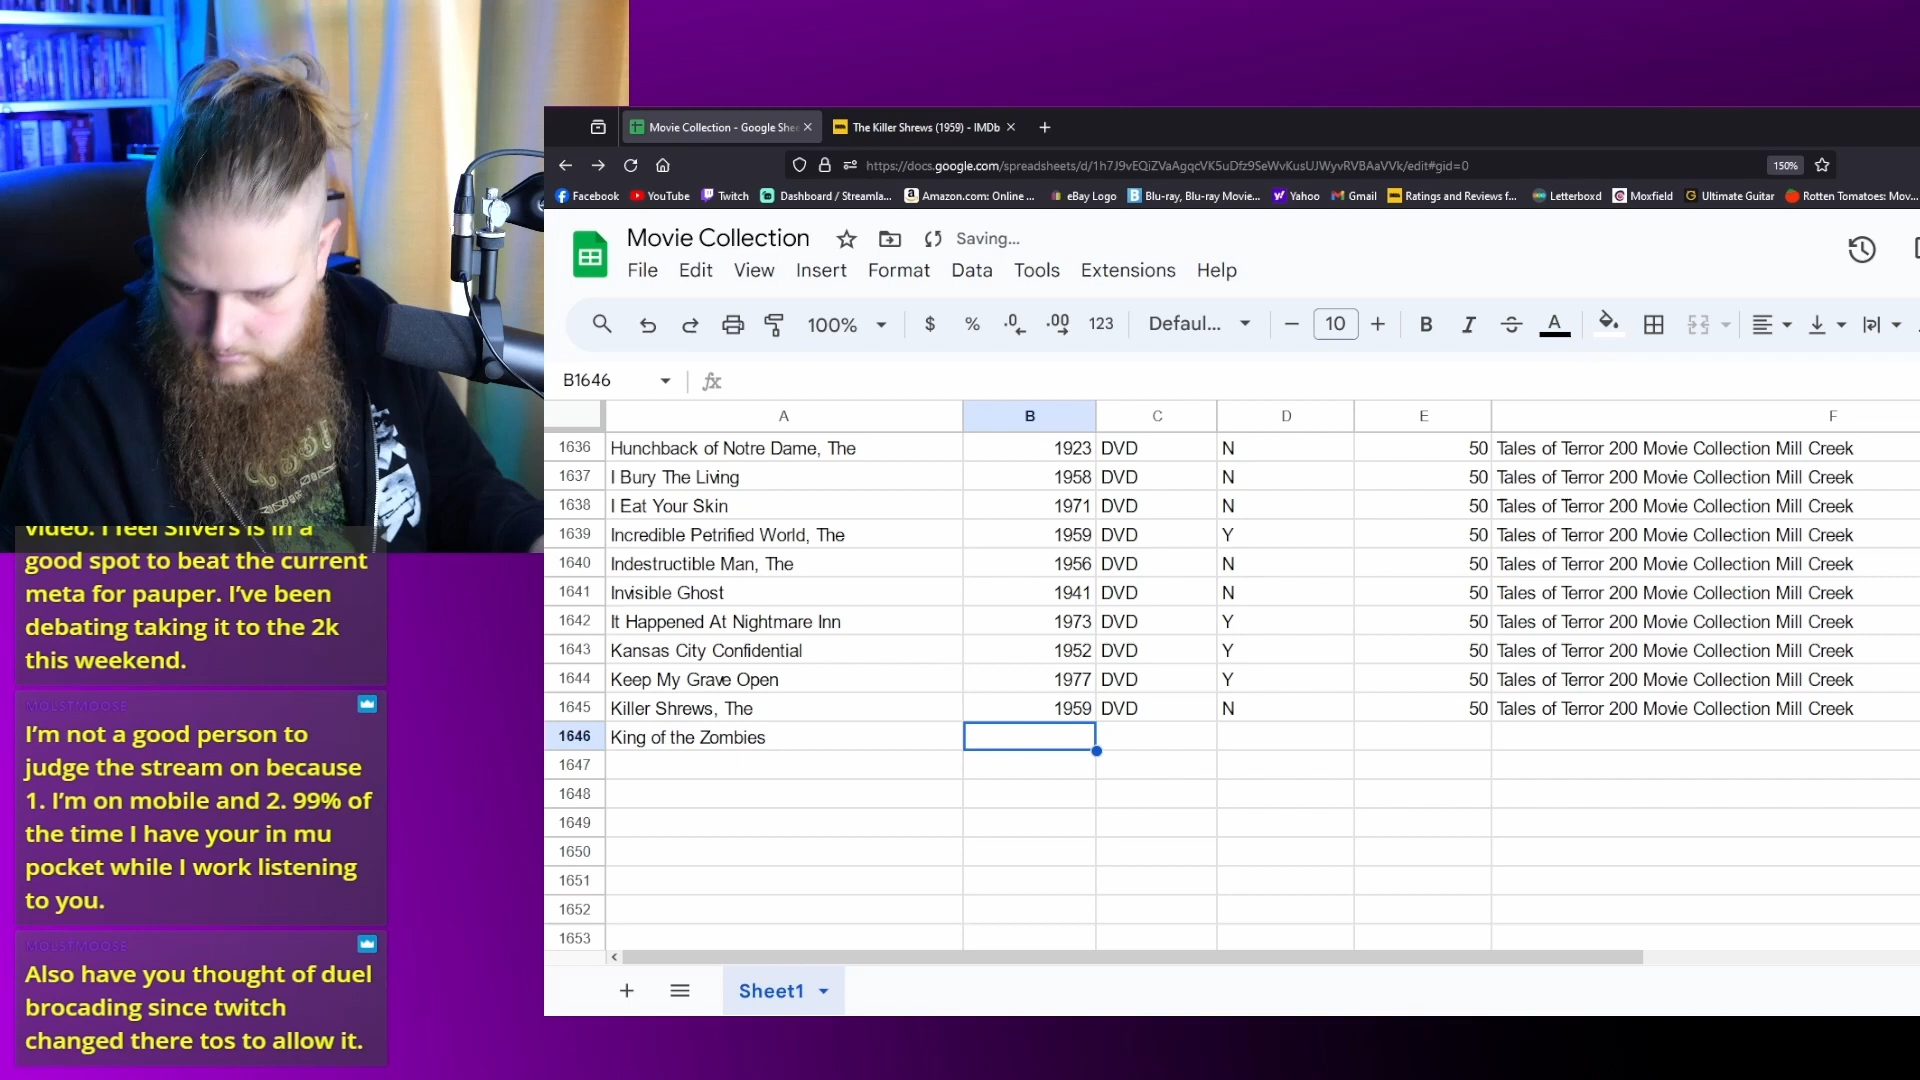 Movie Collection - Google Shee
The Killer Shrews (1959) - IMDb
https://docs.google.com/spreadsheets/d/1h7J9vEQiZVaAgqcVK5uDfz9SeWvKusUJWyvRVBAaVVk/edit#gid=0
150%
Facebook YouTube Twitch Dashboard / Streamla... Amazon.com: Online ... eBay Logo Blu-ray, Blu-ray Movie... Yahoo Gmail Ratings and Reviews f... Letterboxd Moxfield Ultimate Guitar Rotten Tomatoes: Mov...
Movie Collection Saving...
File Edit View Insert Format Data Tools Extensions Help
100% $ % .0 .00 123 Defaul... 10 B I S A
B1646 fx
A B C D E F
1636 Hunchback of Notre Dame, The 1923 DVD N 50 Tales of Terror 200 Movie Collection Mill Creek
1637 I Bury The Living 1958 DVD N 50 Tales of Terror 200 Movie Collection Mill Creek
1638 I Eat Your Skin 1971 DVD N 50 Tales of Terror 200 Movie Collection Mill Creek
1639 Incredible Petrified World, The 1959 DVD Y 50 Tales of Terror 200 Movie Collection Mill Creek
1640 Indestructible Man, The 1956 DVD N 50 Tales of Terror 200 Movie Collection Mill Creek
1641 Invisible Ghost 1941 DVD N 50 Tales of Terror 200 Movie Collection Mill Creek
1642 It Happened At Nightmare Inn 1973 DVD Y 50 Tales of Terror 200 Movie Collection Mill Creek
1643 Kansas City Confidential 1952 DVD Y 50 Tales of Terror 200 Movie Collection Mill Creek
1644 Keep My Grave Open 1977 DVD Y 50 Tales of Terror 200 Movie Collection Mill Creek
1645 Killer Shrews, The 1959 DVD N 50 Tales of Terror 200 Movie Collection Mill Creek
1646 King of the Zombies
1647
1648
1649
1650
1651
1652
1653
Sheet1
video. I feel Slivers is in a
good spot to beat the current
meta for pauper. I've been
debating taking it to the 2k
this weekend.
MOLSTMOOSE
I'm not a good person to
judge the stream on because
1. I'm on mobile and 2. 99% of
the time I have your in mu
pocket while I work listening
to you.
MOLSTMOOSE
Also have you thought of duel
brocading since twitch
changed there tos to allow it.